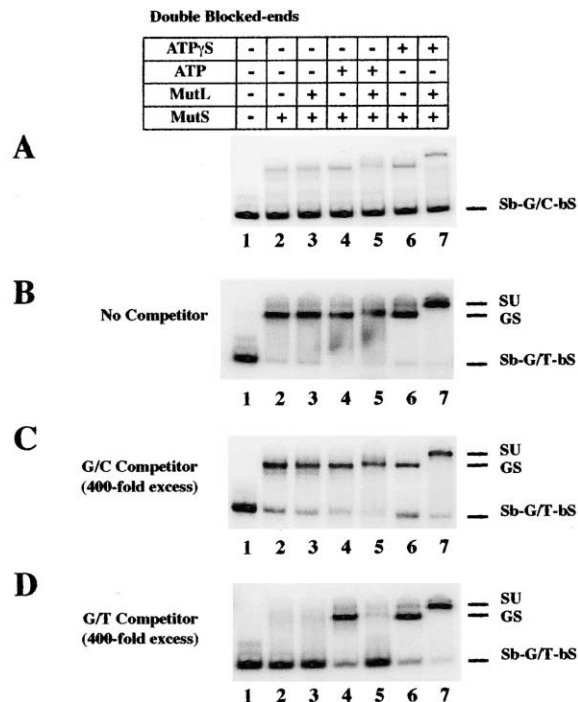 Double Blocked-ends
ATPγS - - - - - + +
ATP - - - + + - -
MutL - - + - + - +
MutS - + + + + + +
A
Sb-G/C-bS
1 2 3 4 5 6 7
B
No Competitor
SU
GS
Sb-G/T-bS
1 2 3 4 5 6 7
C
G/C Competitor
(400-fold excess)
SU
GS
Sb-G/T-bS
1 2 3 4 5 6 7
D
G/T Competitor
(400-fold excess)
SU
GS
Sb-G/T-bS
1 2 3 4 5 6 7